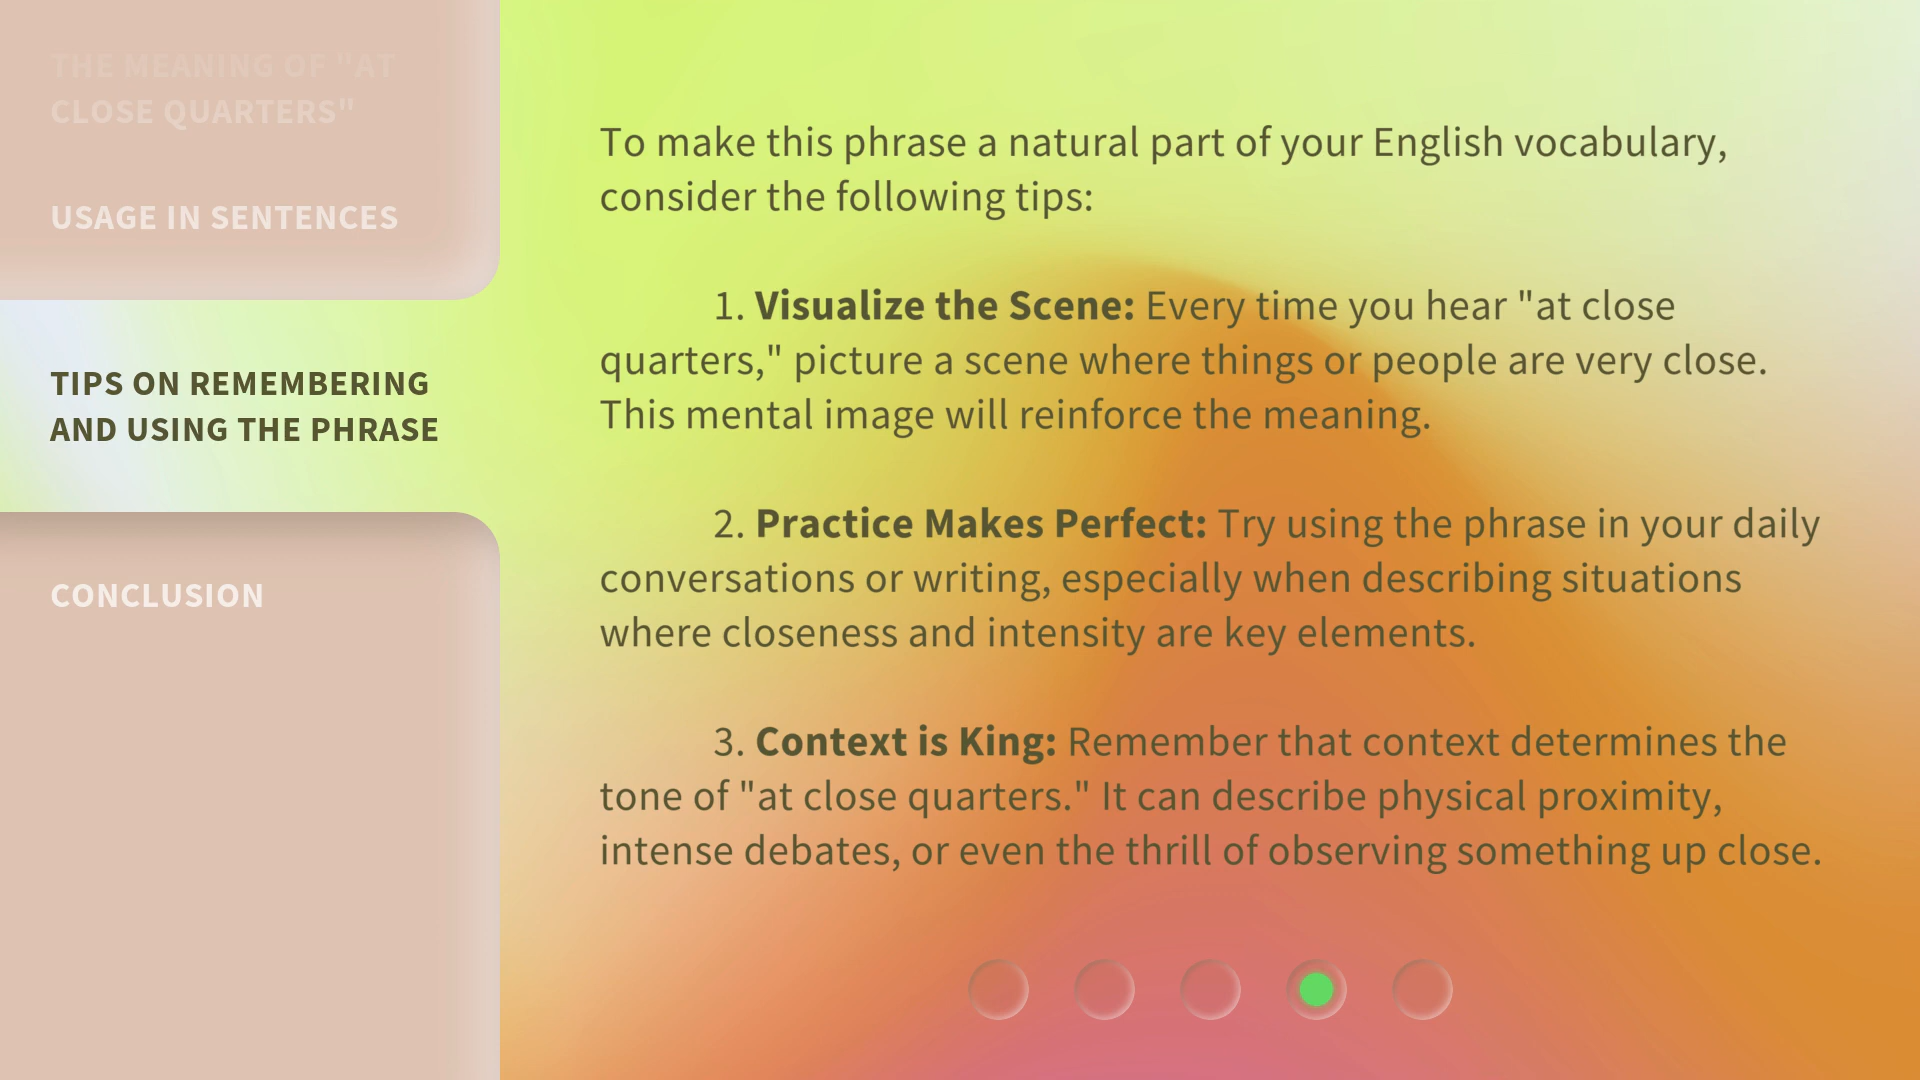 THE MEANING OF "AT
CLOSE QUARTERS"
USAGE IN SENTENCES
TIPS ON REMEMBERING
AND USING THE PHRASE
CONCLUSION
To make this phrase a natural part of your English vocabulary,
consider the following tips:
1. Visualize the Scene: Every time you hear "at close
quarters," picture a scene where things or people are very close.
This mental image will reinforce the meaning.
2. Practice Makes Perfect: Try using the phrase in your daily
conversations or writing, especially when describing situations
where closeness and intensity are key elements.
3. Context is King: Remember that context determines the
tone of "at close quarters." It can describe physical proximity,
intense debates, or even the thrill of observing something up close.